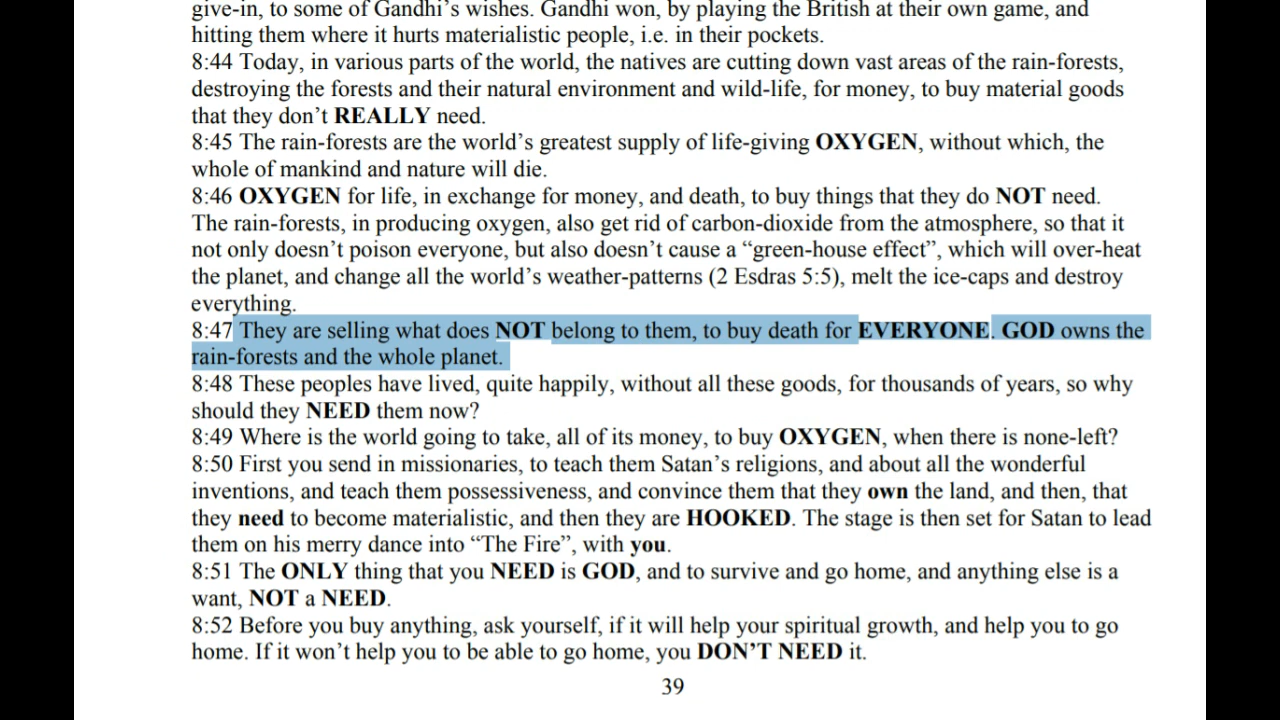 give-in, to some of Gandhi's wishes. Gandhi won, by playing the British at their own game, and
hitting them where it hurts materialistic people, i.e. in their pockets.
8:44 Today, in various parts of the world, the natives are cutting down vast areas of the rain-forests,
destroying the forests and their natural environment and wild-life, for money, to buy material goods
that they don't REALLY need.
8:45 The rain-forests are the world's greatest supply of life-giving OXYGEN, without which, the
whole of mankind and nature will die.
8:46 OXYGEN for life, in exchange for money, and death, to buy things that they do NOT need.
The rain-forests, in producing oxygen, also get rid of carbon-dioxide from the atmosphere, so that it
not only doesn't poison everyone, but also doesn't cause a “green-house effect”, which will over-heat
the planet, and change all the world's weather-patterns (2 Esdras 5:5), melt the ice-caps and destroy
everything.
8:47 They are selling what does NOT belong to them, to buy death for EVERYONE. GOD owns the
rain-forests and the whole planet.
8:48 These peoples have lived, quite happily, without all these goods, for thousands of years, so why
should they NEED them now?
8:49 Where is the world going to take, all of its money, to buy OXYGEN, when there is none-left?
8:50 First you send in missionaries, to teach them Satan's religions, and about all the wonderful
inventions, and teach them possessiveness, and convince them that they own the land, and then, that
they need to become materialistic, and then they are HOOKED. The stage is then set for Satan to lead
them on his merry dance into “The Fire”, with you.
8:51 The ONLY thing that you NEED is GOD, and to survive and go home, and anything else is a
want, NOT a NEED.
8:52 Before you buy anything, ask yourself, if it will help your spiritual growth, and help you to go
home. If it won't help you to be able to go home, you DON'T NEED it.
39